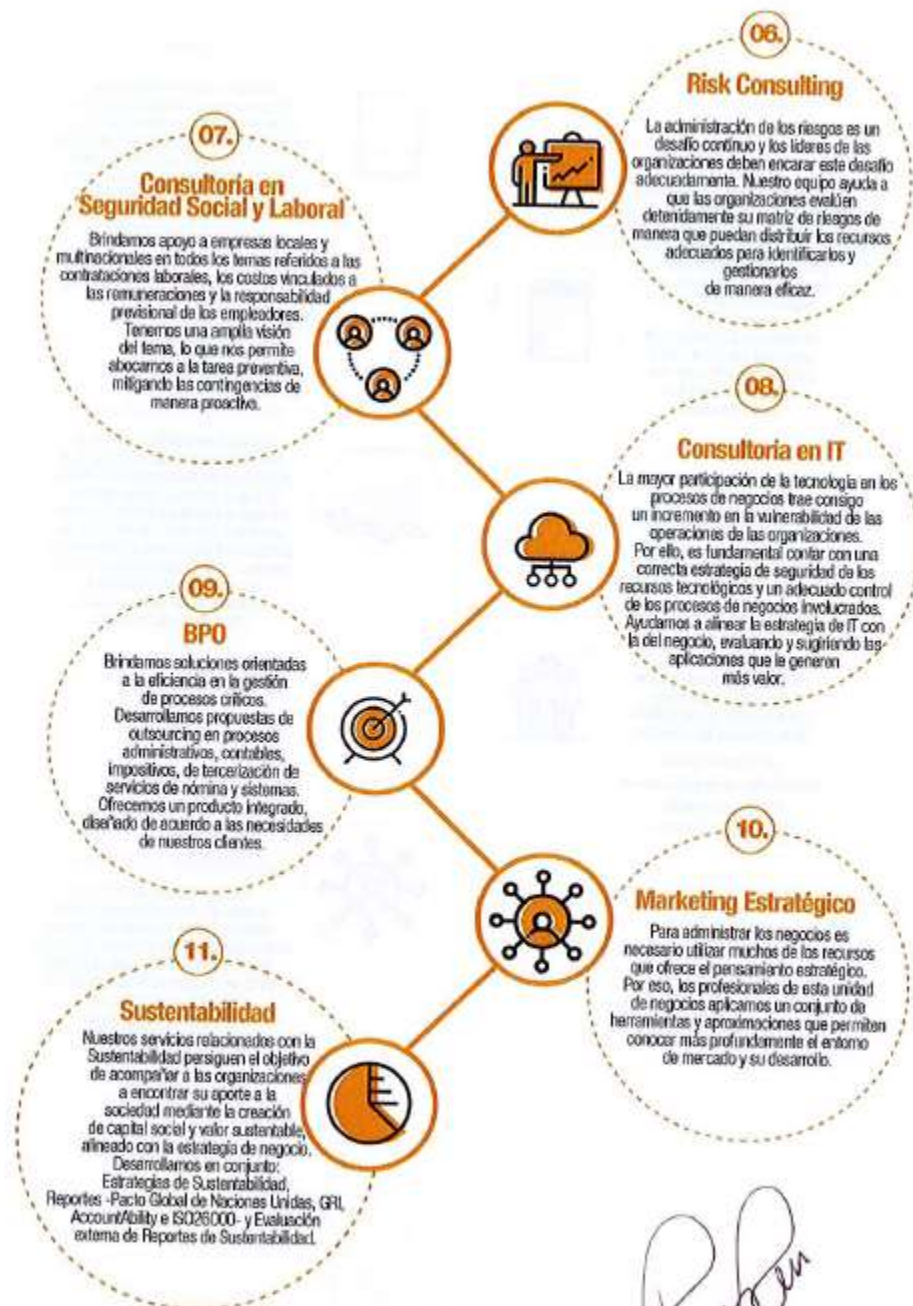 06.
Risk Consulting
La administración de los riesgos es un
desafío continuo y los líderes de las
organizaciones deben encarar este desafío
adecuadamente. Nuestro equipo ayuda a
que las organizaciones evalúen
detenidamente su matriz de riesgos de
manera que puedan distribuir los recursos
adecuados para identificarlos y
gestionarlos
de manera eficaz.
07.
Consultoría en
Seguridad Social y Laboral
Brindamos apoyo a empresas locales y
multinacionales en todos los temas referidos a las
contrataciones laborales, los costos vinculados a
las remuneraciones y la responsabilidad
previsional de los empleadores.
Tenemos una amplia visión
del tema, lo que nos permite
abocarnos a la tarea preventiva,
mitigando las contingencias de
manera proactiva.
08.
Consultoría en IT
La mayor participación de la tecnología en los
procesos de negocios trae consigo
un incremento en la vulnerabilidad de las
operaciones de las organizaciones.
Por ello, es fundamental contar con una
correcta estrategia de seguridad de los
recursos tecnológicos y un adecuado control
de los procesos de negocios involucrados.
Ayudamos a alinear la estrategia de IT con
la del negocio, evaluando y sugiriendo las
aplicaciones que le generen
más valor.
09.
BPO
Brindamos soluciones orientadas
a la eficiencia en la gestión
de procesos críticos.
Desarrollamos propuestas de
outsourcing en procesos
administrativos, contables,
impositivos, de tercerización de
servicios de nómina y sistemas.
Ofrecemos un producto integrado,
diseñado de acuerdo a las necesidades
de nuestros clientes.
10.
Marketing Estratégico
Para administrar los negocios es
necesario utilizar muchos de los recursos
que ofrece el pensamiento estratégico.
Por eso, los profesionales de esta unidad
de negocios aplicamos un conjunto de
herramientas y aproximaciones que permiten
conocer más profundamente el entorno
de mercado y su desarrollo.
11.
Sustentabilidad
Nuestros servicios relacionados con la
Sustentabilidad persiguen el objetivo
de acompañar a las organizaciones
a encontrar su aporte a la
sociedad mediante la creación
de capital social y valor sustentable,
alineado con la estrategia de negocio.
Desarrollamos en conjunto:
Estrategias de Sustentabilidad,
Reportes -Pacto Global de Naciones Unidas, GRI,
AccountAbility e ISO26000- y Evaluación
externa de Reportes de Sustentabilidad.